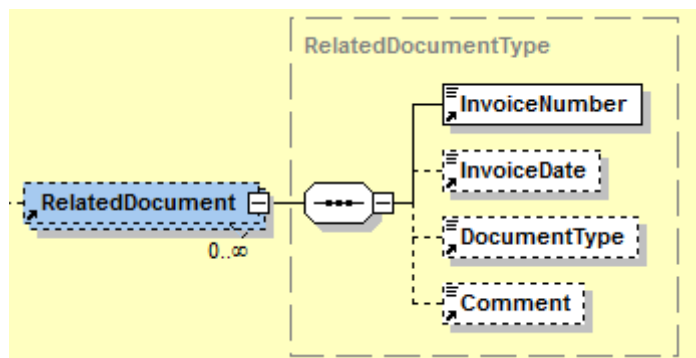 RelatedDocumentType
InvoiceNumber
InvoiceDate
RelatedDocument
0..∞
DocumentType
Comment